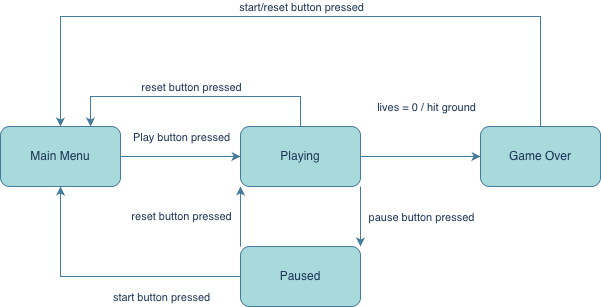 start/reset button pressed
reset button pressed
lives = 0 / hit ground
Main Menu
Play button pressed
Playing
Game Over
reset button pressed
pause button pressed
Paused
start button pressed